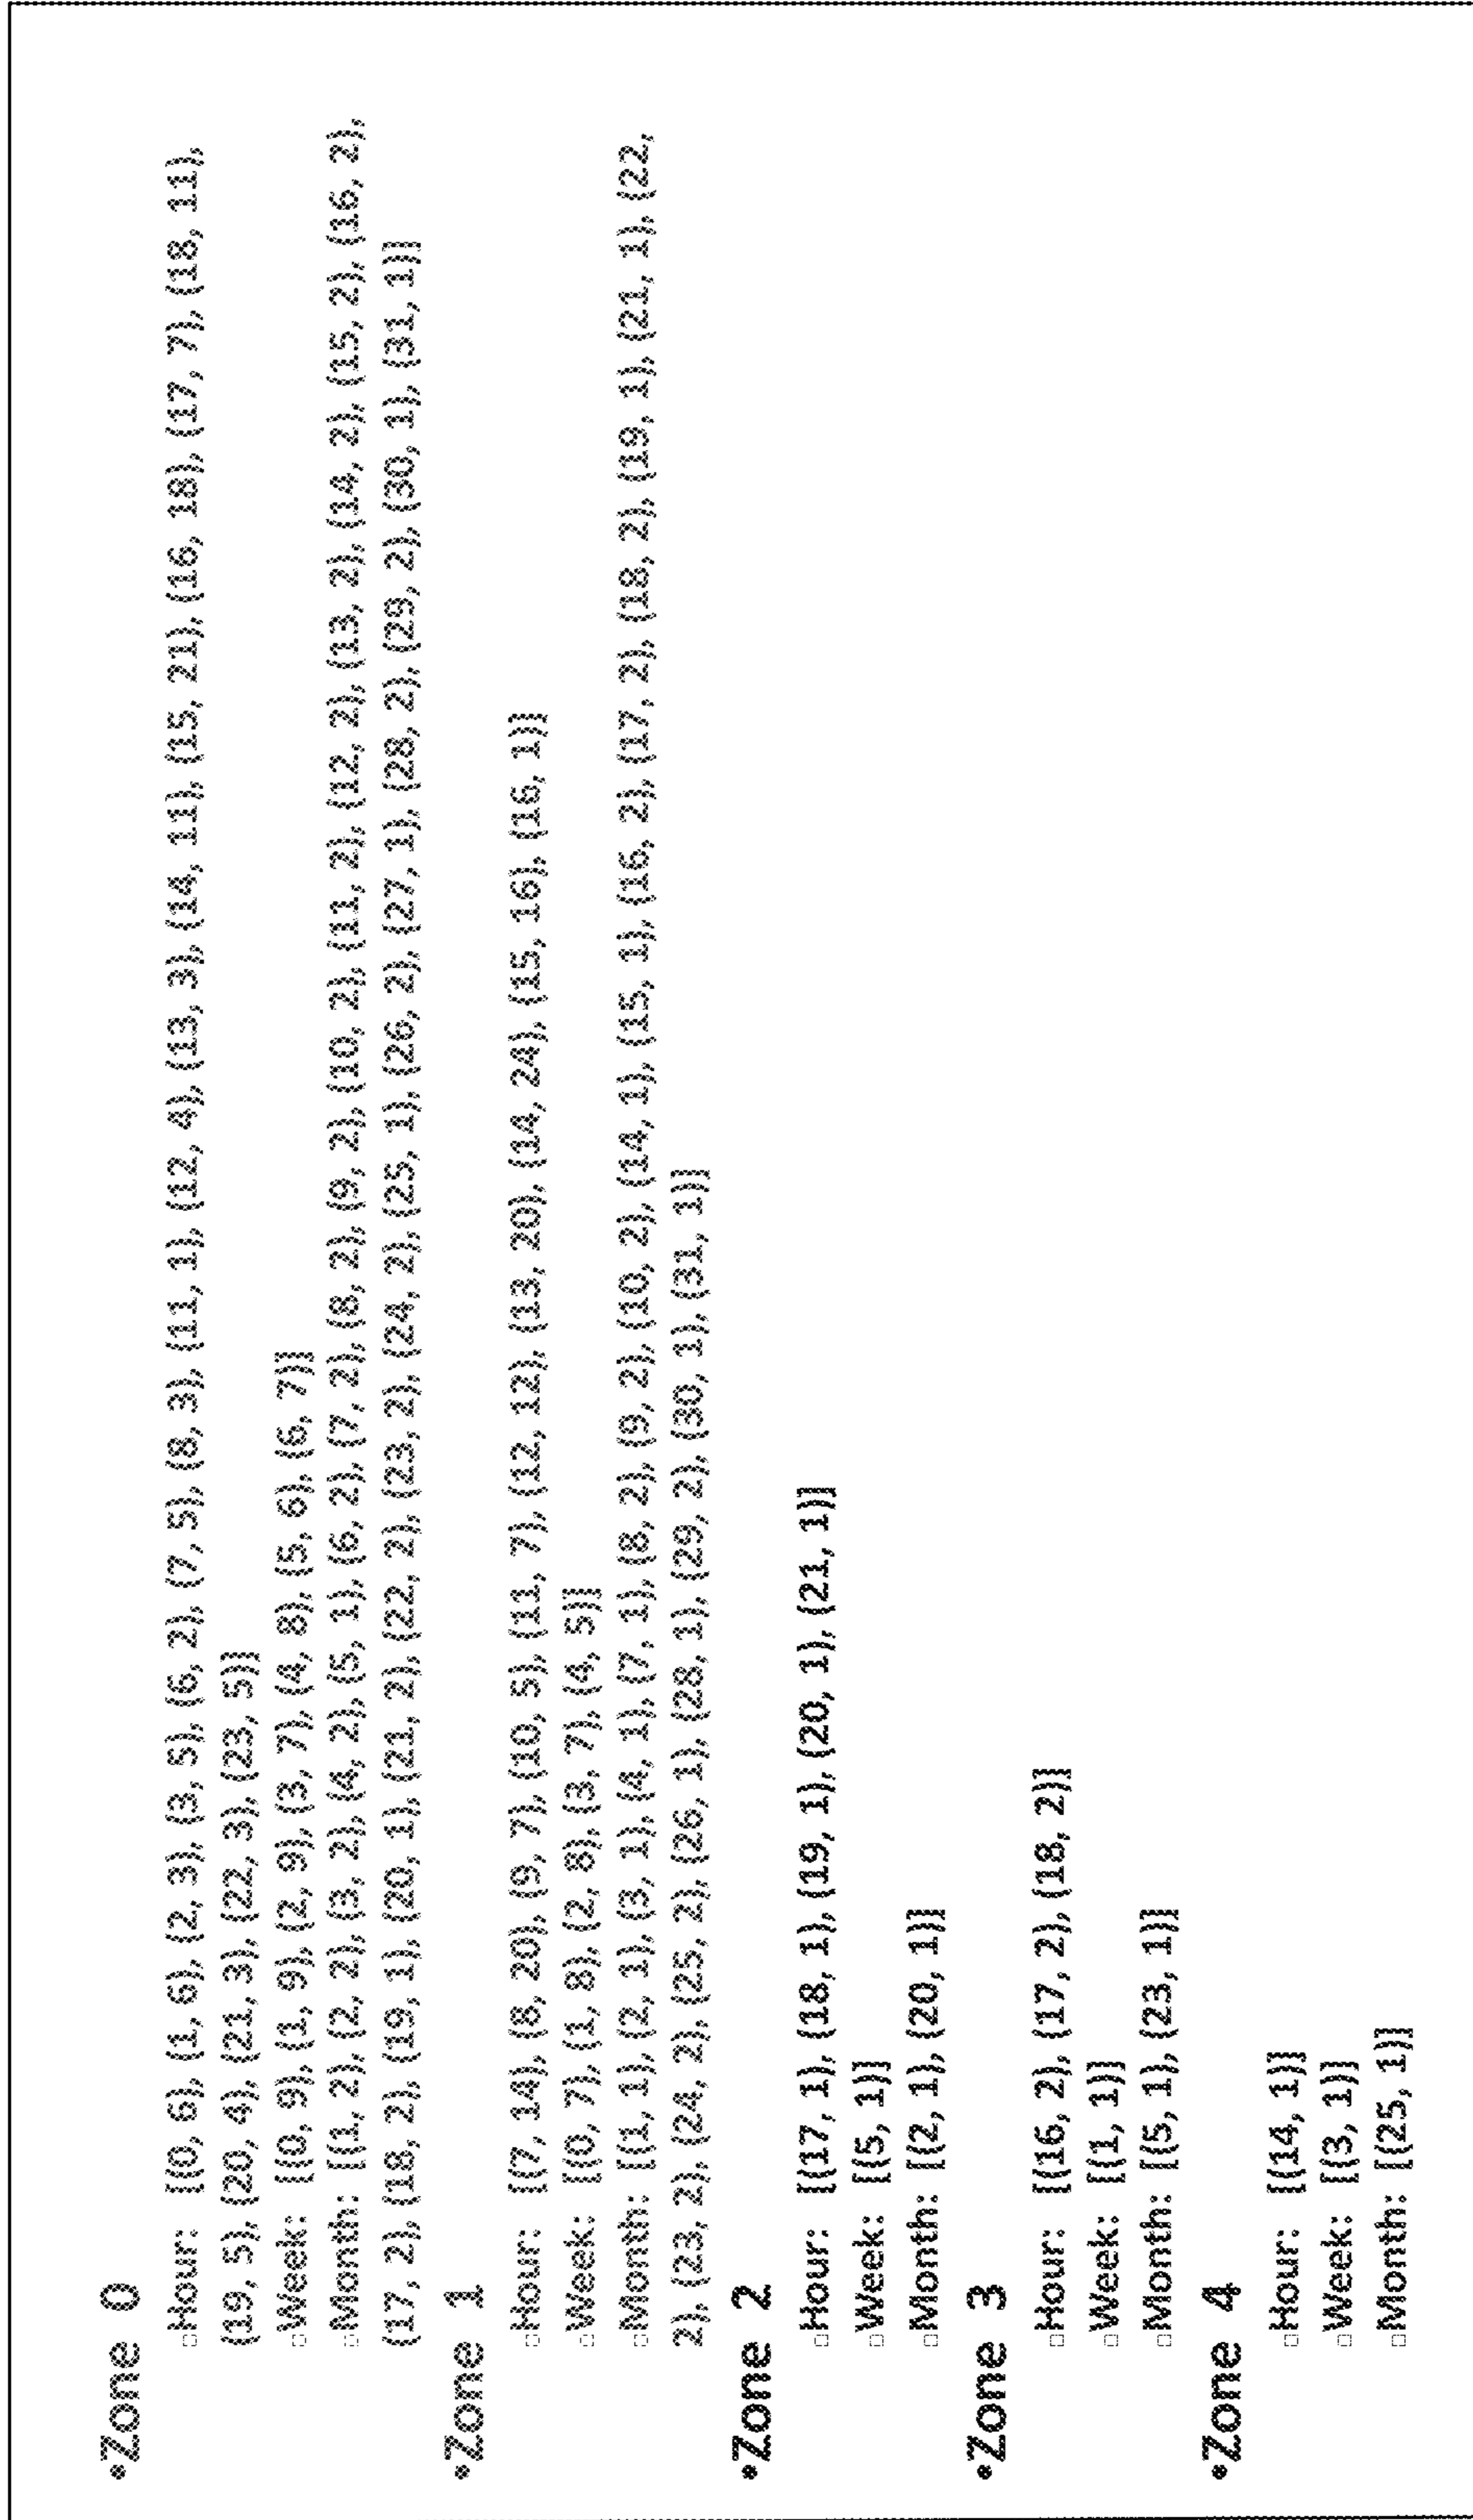 •Zone 0
▫Hour: [(0, 6), (1, 6), (2, 3), (3, 5), (6, 2), (7, 5), (8, 3), (11, 1), (12, 4), (13, 3), (14, 11), (15, 21), (16, 18), (17, 7), (18, 11),
(19, 5), (20, 4), (21, 3), (22, 3), (23, 5)]
▫Week: [(0, 9), (1, 9), (2, 9), (3, 7), (4, 8), (5, 6), (6, 7)]
▫Month: [(1, 2), (2, 2), (3, 2), (4, 2), (5, 1), (6, 2), (7, 2), (8, 2), (9, 2), (10, 2), (11, 2), (12, 2), (13, 2), (14, 2), (15, 2), (16, 2),
(17, 2), (18, 2), (19, 1), (20, 1), (21, 2), (22, 2), (23, 2), (24, 2), (25, 1), (26, 2), (27, 1), (28, 2), (29, 2), (30, 1), (31, 1)]
•Zone 1
▫Hour: [(7, 14), (8, 20), (9, 7), (10, 5), (11, 7), (12, 12), (13, 20), (14, 24), (15, 16), (16, 1)]
▫Week: [(0, 7), (1, 8), (2, 8), (3, 7), (4, 5)]
▫Month: [(1, 1), (2, 1), (3, 1), (4, 1), (7, 1), (8, 2), (9, 2), (10, 2), (14, 1), (15, 1), (16, 2), (17, 2), (18, 2), (19, 1), (21, 1), (22,
2), (23, 2), (24, 2), (25, 2), (26, 1), (28, 1), (29, 2), (30, 1), (31, 1)]
•Zone 2
▫Hour: [(17, 1), (18, 1), (19, 1), (20, 1), (21, 1)]
▫Week: [(5, 1)]
▫Month: [(2, 1), (20, 1)]
•Zone 3
▫Hour: [(16, 2), (17, 2), (18, 2)]
▫Week: [(1, 1)]
▫Month: [(5, 1), (23, 1)]
•Zone 4
▫Hour: [(14, 1)]
▫Week: [(3, 1)]
▫Month: [(25, 1)]